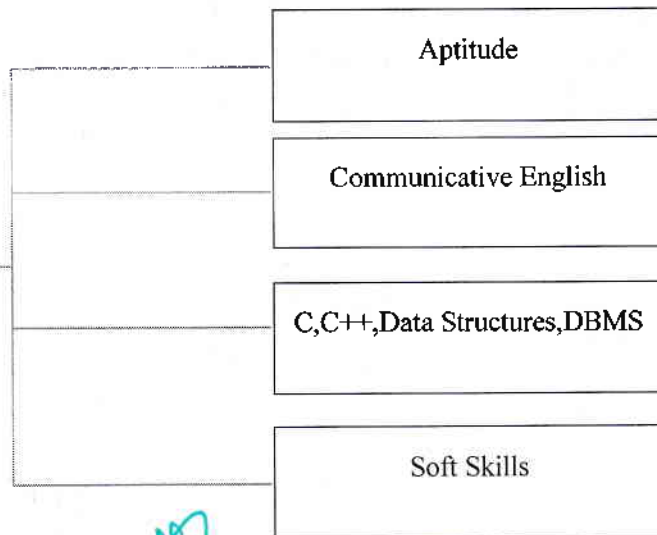 Aptitude
Communicative English
C,C++,Data Structures,DBMS
Soft Skills